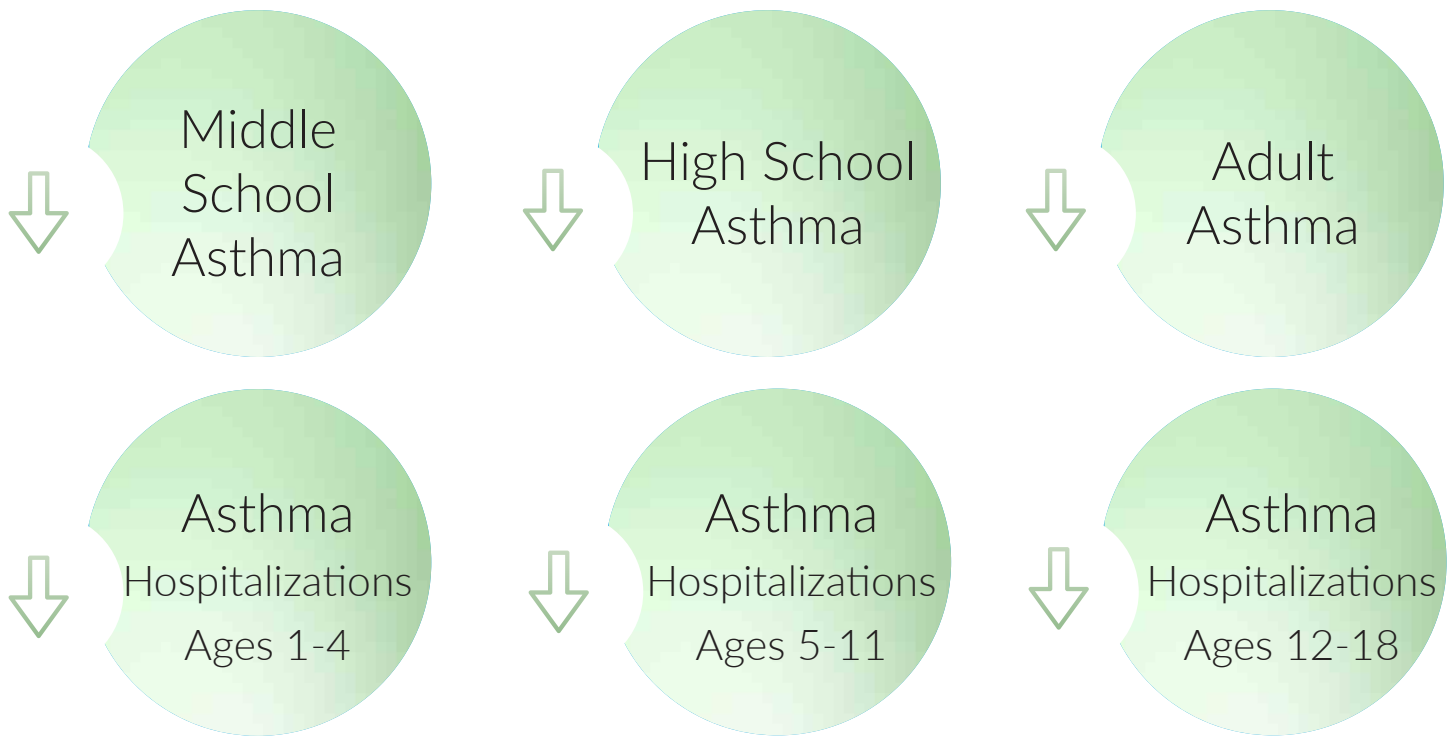 Middle
School
Asthma
High School
Asthma
Adult
Asthma
Asthma
Hospitalizations
Ages 1-4
Asthma
Hospitalizations
Ages 5-11
Asthma
Hospitalizations
Ages 12-18